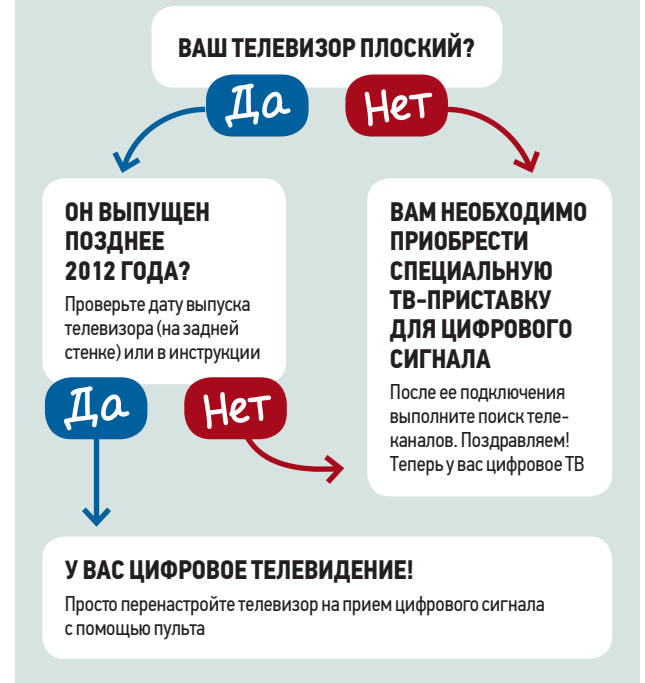 ВАШ ТЕЛЕВИЗОР ПЛОСКИЙ?
Да
Нет
ОН ВЫПУЩЕН
ПОЗДНЕЕ
2012 ГОДА?
Проверьте дату выпуска
телевизора (на задней
стенке) или в инструкции
Да
Нет
ВАМ НЕОБХОДИМО
ПРИОБРЕСТИ
СПЕЦИАЛЬНУЮ
ТВ-ПРИСТАВКУ
ДЛЯ ЦИФРОВОГО
СИГНАЛА
После ее подключения
выполните поиск теле-
каналов. Поздравляем!
Теперь у вас цифровое ТВ
У ВАС ЦИФРОВОЕ ТЕЛЕВИДЕНИЕ!
Просто перенастройте телевизор на прием цифрового сигнала
с помощью пульта